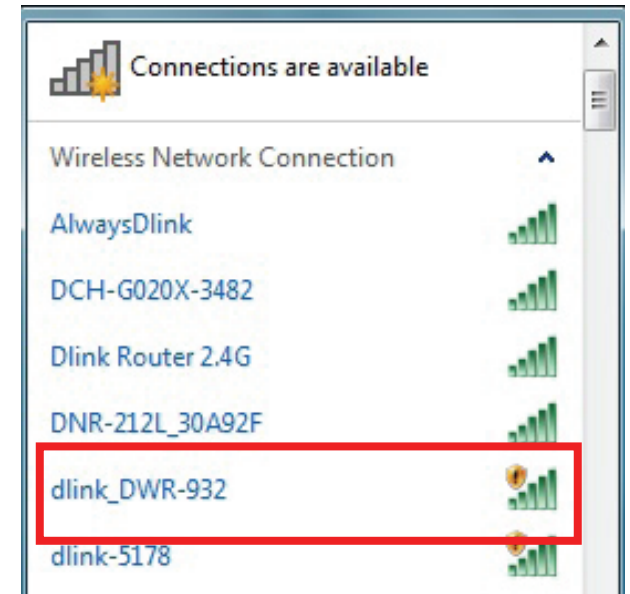 Connections are available
Wireless Network Connection
AlwaysDlink
DCH-G020X-3482
Dlink Router 2.4G
DNR-212L_30A92F
dlink_DWR-932
dlink-5178